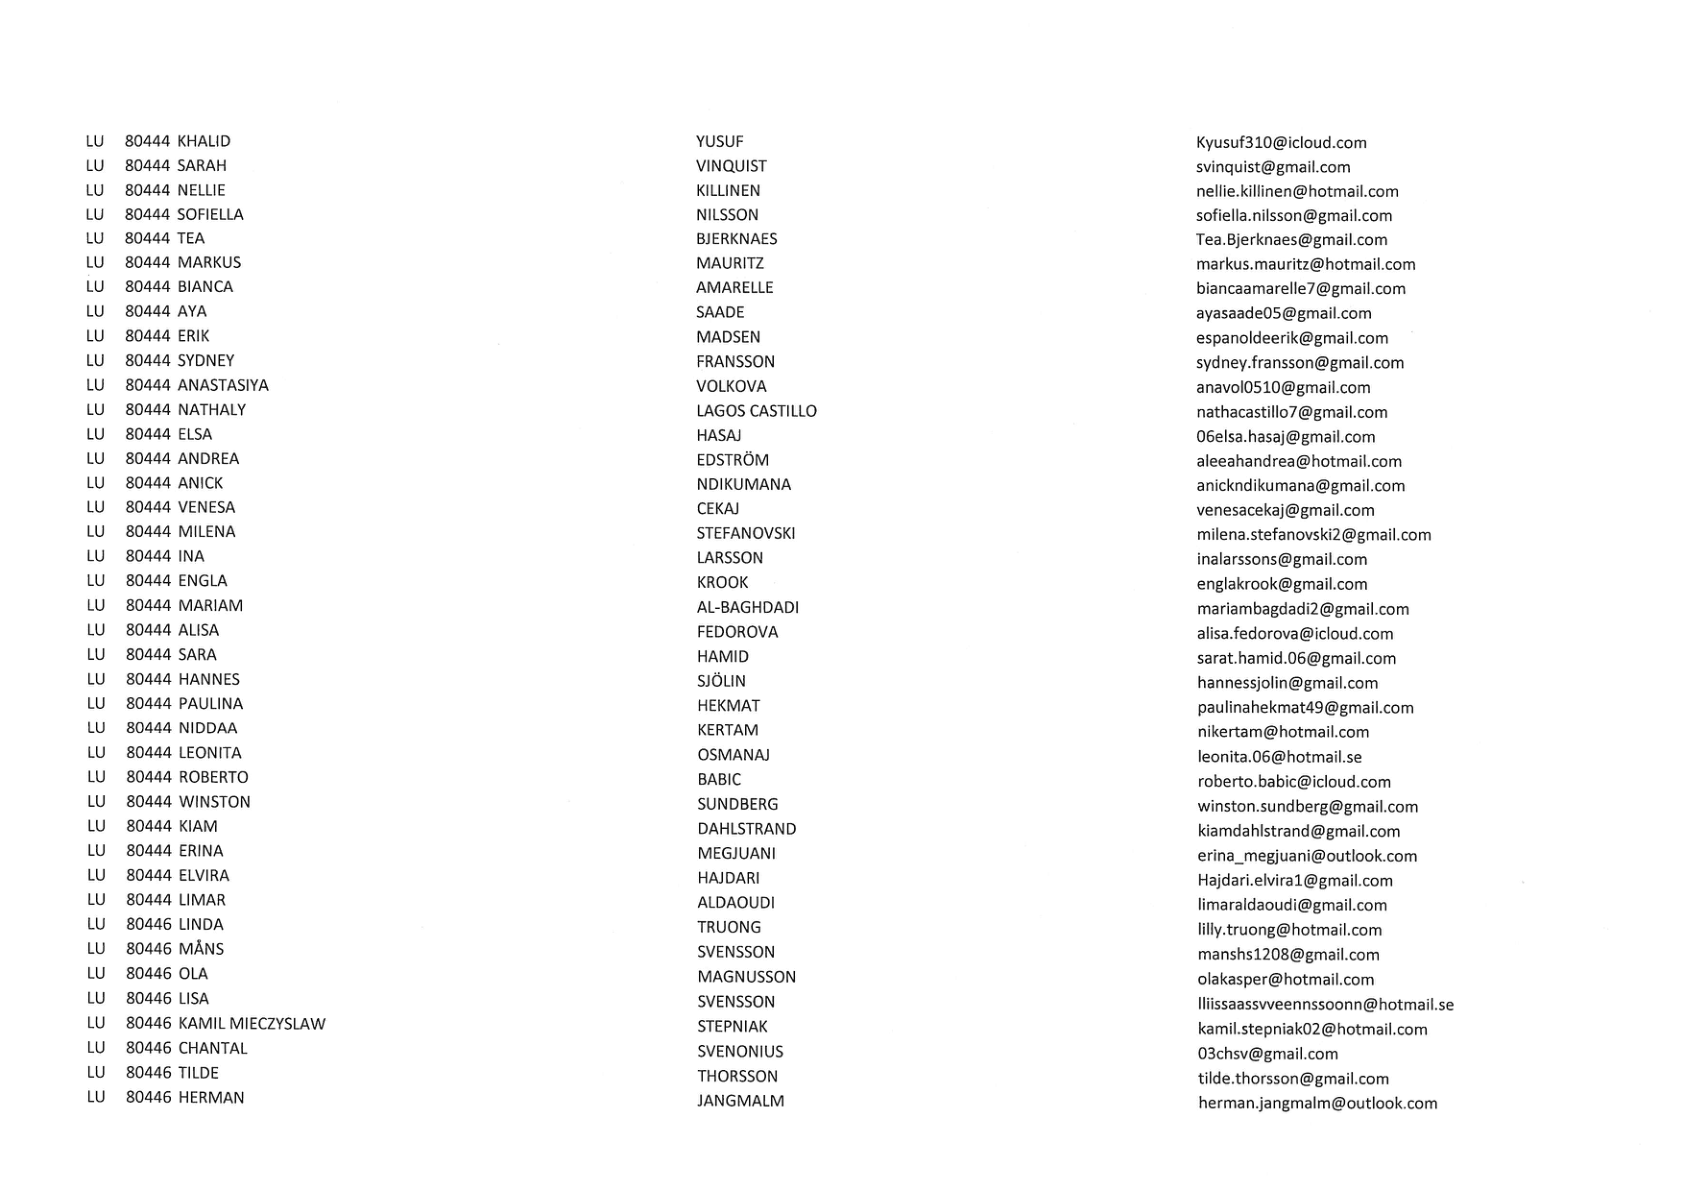 LU 80444 KHALID YUSUF Kyusuf310@icloud.com
LU 80444 SARAH VINQUIST svinquist@gmail.com
LU 80444 NELLIE KILLINEN nellie.killinen@hotmail.com
LU 80444 SOFIELLA NILSSON sofiella.nilsson@gmail.com
LU 80444 TEA BJERKNAES Tea.Bjerknaes@gmail.com
LU 80444 MARKUS MAURITZ markus.mauritz@hotmail.com
LU 80444 BIANCA AMARELLE biancaamarelle7@gmail.com
LU 80444 AYA SAADE ayasaade05@gmail.com
LU 80444 ERIK MADSEN espanoldeerik@gmail.com
LU 80444 SYDNEY FRANSSON sydney.fransson@gmail.com
LU 80444 ANASTASIYA VOLKOVA anavol0510@gmail.com
LU 80444 NATHALY LAGOS CASTILLO nathacastillo7@gmail.com
LU 80444 ELSA HASAJ 06elsa.hasaj@gmail.com
LU 80444 ANDREA EDSTRÖM aleeahandrea@hotmail.com
LU 80444 ANICK NDIKUMANA anickndikumana@gmail.com
LU 80444 VENESA CEKAJ venesacekaj@gmail.com
LU 80444 MILENA STEFANOVSKI milena.stefanovski2@gmail.com
LU 80444 INA LARSSON inalarssons@gmail.com
LU 80444 ENGLA KROOK englakrook@gmail.com
LU 80444 MARIAM AL-BAGHDADI mariambagdadi2@gmail.com
LU 80444 ALISA FEDOROVA alisa.fedorova@icloud.com
LU 80444 SARA HAMID sarat.hamid.06@gmail.com
LU 80444 HANNES SJÖLIN hannessjolin@gmail.com
LU 80444 PAULINA HEKMAT paulinahekmat49@gmail.com
LU 80444 NIDDAA KERTAM nikertam@hotmail.com
LU 80444 LEONITA OSMANAJ leonita.06@hotmail.se
LU 80444 ROBERTO BABIC roberto.babic@icloud.com
LU 80444 WINSTON SUNDBERG winston.sundberg@gmail.com
LU 80444 KIAM DAHLSTRAND kiamdahlstrand@gmail.com
LU 80444 ERINA MEGJUANI erina_megjuani@outlook.com
LU 80444 ELVIRA HAJDARI Hajdari.elvira1@gmail.com
LU 80444 LIMAR ALDAOUDI limaraldaoudi@gmail.com
LU 80446 LINDA TRUONG lilly.truong@hotmail.com
LU 80446 MÅNS SVENSSON manshs1208@gmail.com
LU 80446 OLA MAGNUSSON olakasper@hotmail.com
LU 80446 LISA SVENSSON lliissaassvveennssoonn@hotmail.se
LU 80446 KAMIL MIECZYSLAW STEPNIAK kamil.stepniak02@hotmail.com
LU 80446 CHANTAL SVENONIUS 03chsv@gmail.com
LU 80446 TILDE THORSSON tilde.thorsson@gmail.com
LU 80446 HERMAN JANGMALM herman.jangmalm@outlook.com